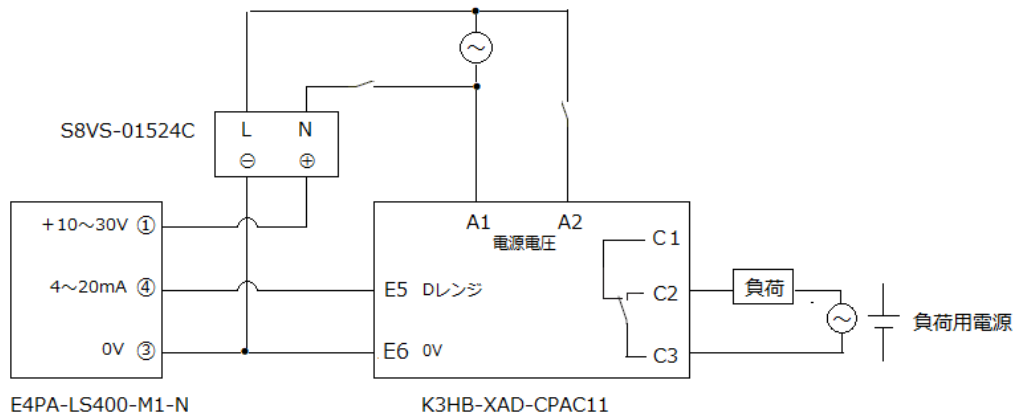 S8VS-01524C
L N
⊖ ⊕
+10～30V ①
4～20mA ④
0V ③
E4PA-LS400-M1-N
A1 A2
電源電圧
E5 Dレンジ
E6 0V
C1
C2
C3
K3HB-XAD-CPAC11
負荷
負荷用電源